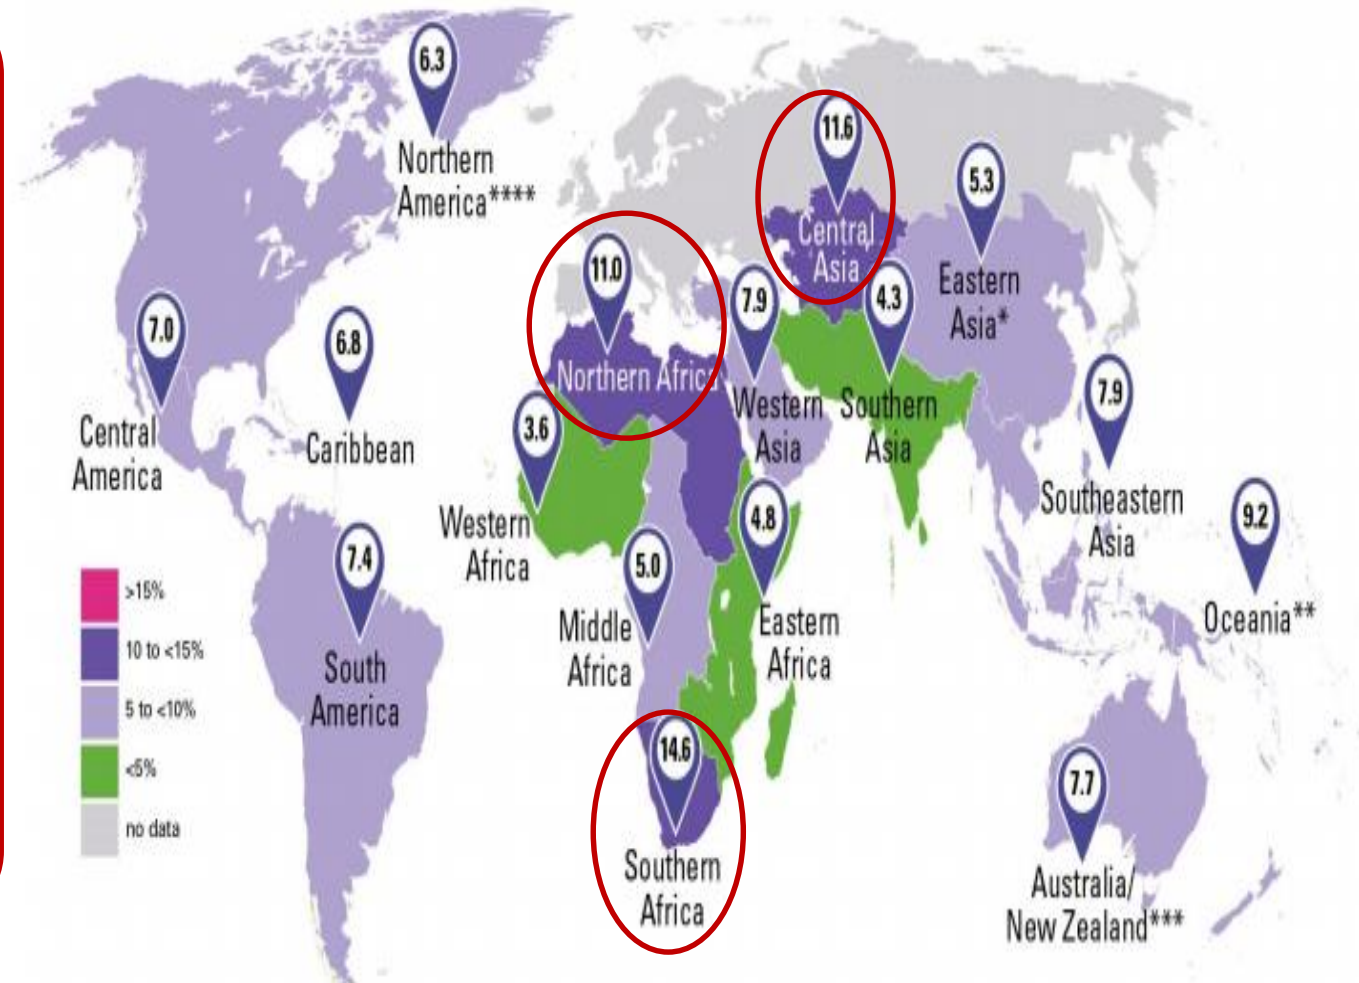 6.3
Northern
America****
11.6
Central
Asia
5.3
Eastern
Asia*
11.0
Northern Africa
7.9
Western
Asia
4.3
Southern
Asia
7.0
Central
America
6.8
Caribbean
3.6
Western
Africa
7.9
Southeastern
Asia
9.2
Oceania**
7.4
South
America
5.0
Middle
Africa
4.8
Eastern
Africa
14.6
Southern
Africa
7.7
Australia/
New Zealand***
>15%
10 to <15%
5 to <10%
<5%
no data